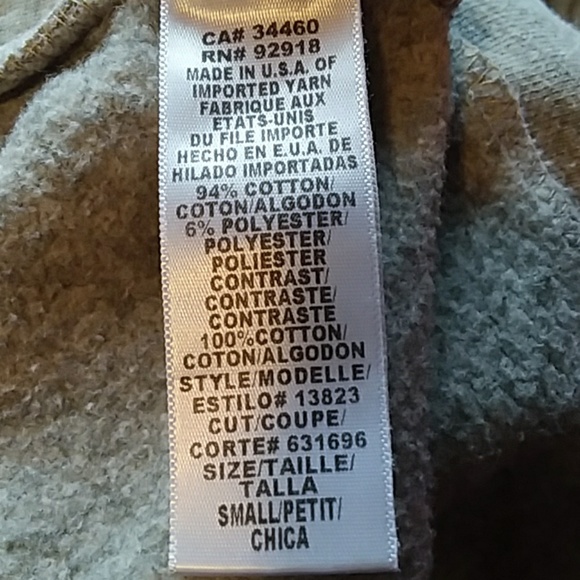 CA# 34460
RN# 92918
MADE IN U.S.A. OF
IMPORTED YARN
FABRIQUE AUX
ETATS-UNIS
DU FILE IMPORTE
HECHO EN E.U.A. DE
HILADO IMPORTADAS
94% COTTON/
COTON/ALGODON
6% POLYESTER/
POLYESTER/
POLIESTER
CONTRAST/
CONTRASTE/
CONTRASTE
100%COTTON/
COTON/ALGODON
STYLE/MODELLE/
ESTILO# 13823
CUT/COUPE/
CORTE# 631696
SIZE/TAILLE/
TALLA
SMALL/PETIT/
CHICA